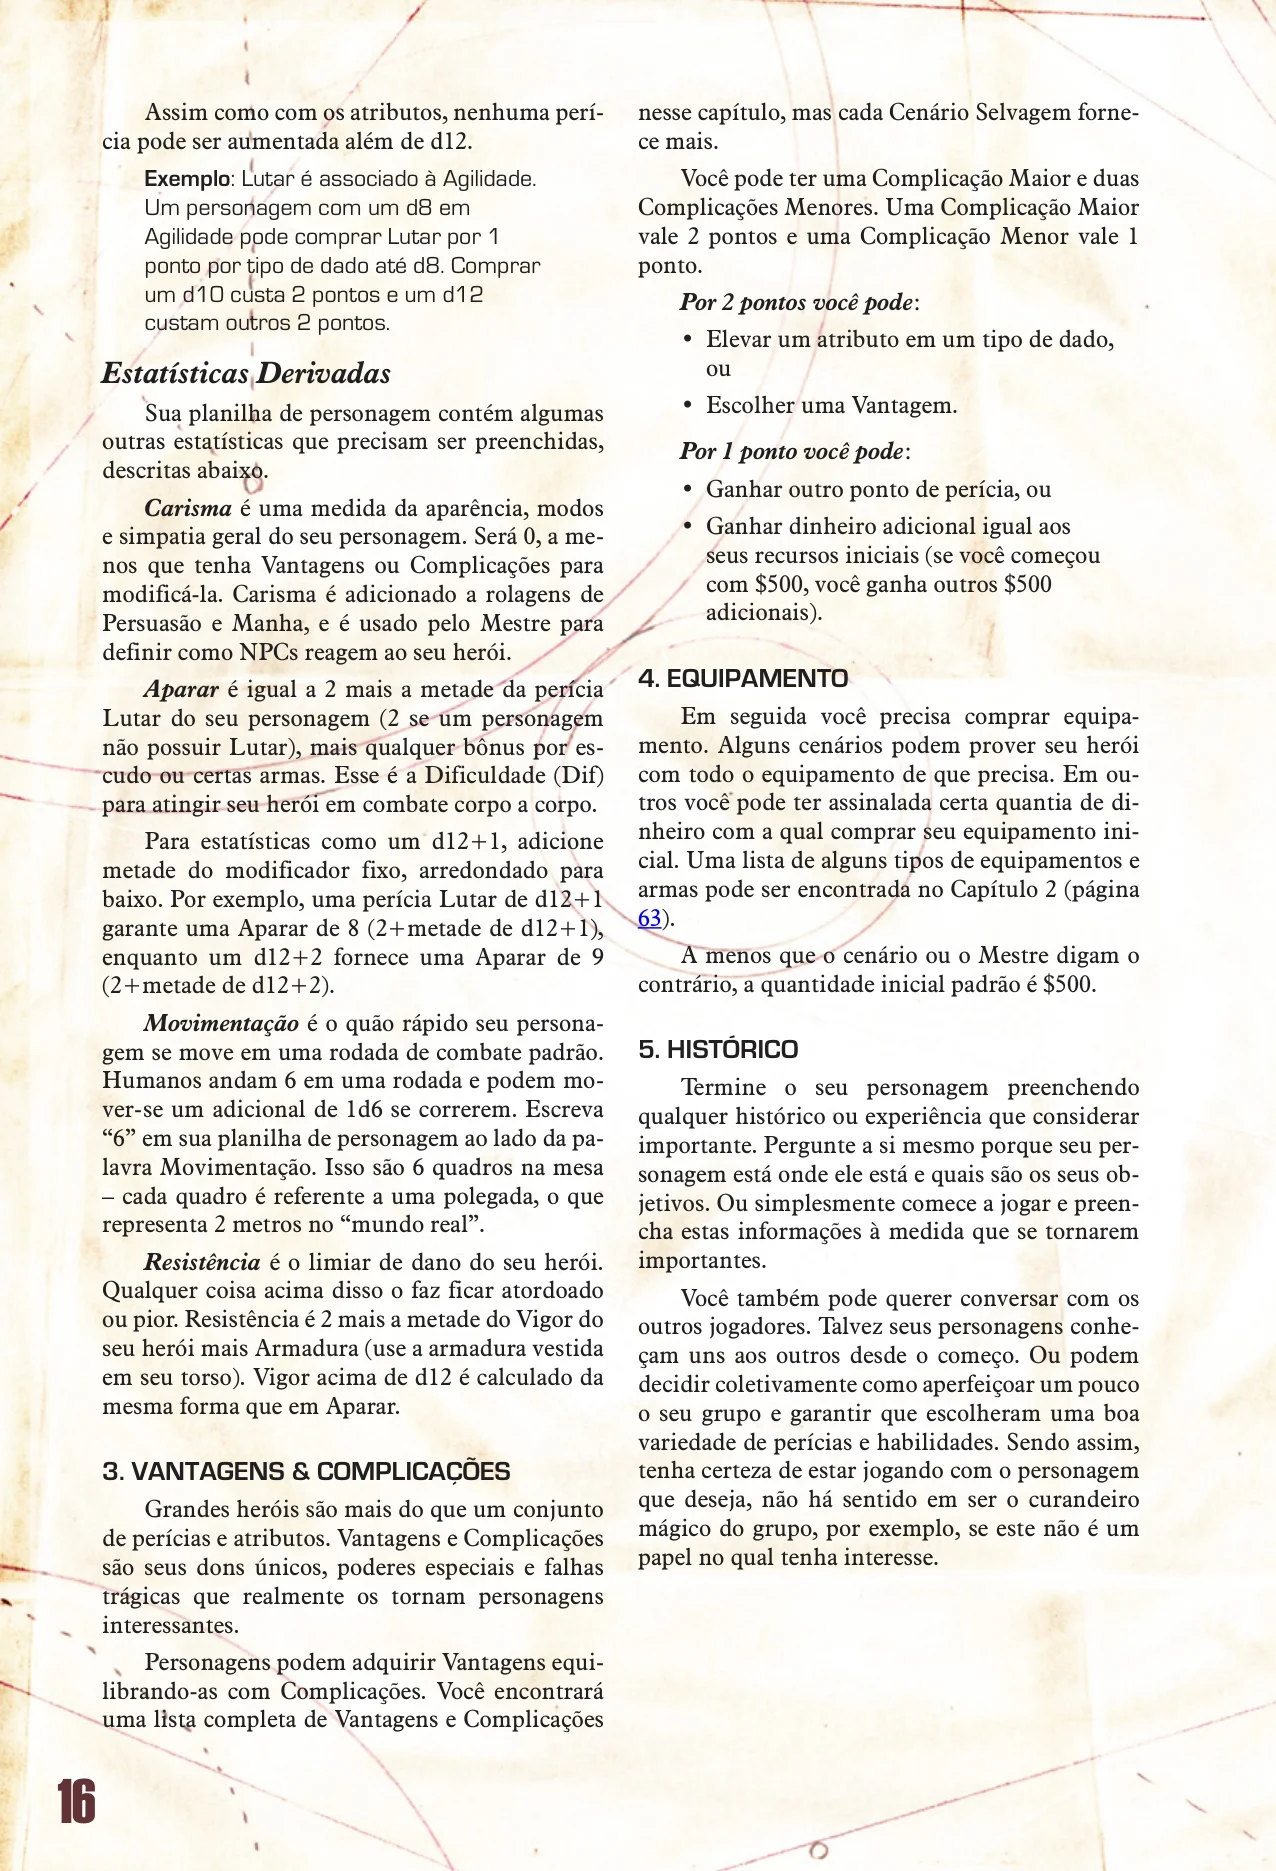 Assim como com os atributos, nenhuma perí-
cia pode ser aumentada além de d12.
Exemplo: Lutar é associado à Agilidade.
Um personagem com um d8 em
Agilidade pode comprar Lutar por 1
ponto por tipo de dado até d8. Comprar
um d10 custa 2 pontos e um d12
custam outros 2 pontos.
Estatísticas Derivadas
Sua planilha de personagem contém algumas
outras estatísticas que precisam ser preenchidas,
descritas abaixo.
Carisma é uma medida da aparência, modos
e simpatia geral do seu personagem. Será 0, a me-
nos que tenha Vantagens ou Complicações para
modificá-la. Carisma é adicionado a rolagens de
Persuasão e Manha, e é usado pelo Mestre para
definir como NPCs reagem ao seu herói.
Aparar é igual a 2 mais a metade da perícia
Lutar do seu personagem (2 se um personagem
não possuir Lutar), mais qualquer bônus por es-
cudo ou certas armas. Esse é a Dificuldade (Dif)
para atingir seu herói em combate corpo a corpo.
Para estatísticas como um d12+1, adicione
metade do modificador fixo, arredondado para
baixo. Por exemplo, uma perícia Lutar de d12+1
garante uma Aparar de 8 (2+metade de d12+1),
enquanto um d12+2 fornece uma Aparar de 9
(2+metade de d12+2).
Movimentação é o quão rápido seu persona-
gem se move em uma rodada de combate padrão.
Humanos andam 6 em uma rodada e podem mo-
ver-se um adicional de 1d6 se correrem. Escreva
“6” em sua planilha de personagem ao lado da pa-
lavra Movimentação. Isso são 6 quadros na mesa
– cada quadro é referente a uma polegada, o que
representa 2 metros no “mundo real”.
Resistência é o limiar de dano do seu herói.
Qualquer coisa acima disso o faz ficar atordoado
ou pior. Resistência é 2 mais a metade do Vigor do
seu herói mais Armadura (use a armadura vestida
em seu torso). Vigor acima de d12 é calculado da
mesma forma que em Aparar.
3. VANTAGENS & COMPLICAÇÕES
Grandes heróis são mais do que um conjunto
de perícias e atributos. Vantagens e Complicações
são seus dons únicos, poderes especiais e falhas
trágicas que realmente os tornam personagens
interessantes.
Personagens podem adquirir Vantagens equi-
librando-as com Complicações. Você encontrará
uma lista completa de Vantagens e Complicações
nesse capítulo, mas cada Cenário Selvagem forne-
ce mais.
Você pode ter uma Complicação Maior e duas
Complicações Menores. Uma Complicação Maior
vale 2 pontos e uma Complicação Menor vale 1
ponto.
Por 2 pontos você pode:
• Elevar um atributo em um tipo de dado,
ou
• Escolher uma Vantagem.
Por 1 ponto você pode:
• Ganhar outro ponto de perícia, ou
• Ganhar dinheiro adicional igual aos
seus recursos iniciais (se você começou
com $500, você ganha outros $500
adicionais).
4. EQUIPAMENTO
Em seguida você precisa comprar equipa-
mento. Alguns cenários podem prover seu herói
com todo o equipamento de que precisa. Em ou-
tros você pode ter assinalada certa quantia de di-
nheiro com a qual comprar seu equipamento ini-
cial. Uma lista de alguns tipos de equipamentos e
armas pode ser encontrada no Capítulo 2 (página
63).
A menos que o cenário ou o Mestre digam o
contrário, a quantidade inicial padrão é $500.
5. HISTÓRICO
Termine o seu personagem preenchendo
qualquer histórico ou experiência que considerar
importante. Pergunte a si mesmo porque seu per-
sonagem está onde ele está e quais são os seus ob-
jetivos. Ou simplesmente comece a jogar e preen-
cha estas informações à medida que se tornarem
importantes.
Você também pode querer conversar com os
outros jogadores. Talvez seus personagens conhe-
çam uns aos outros desde o começo. Ou podem
decidir coletivamente como aperfeiçoar um pouco
o seu grupo e garantir que escolheram uma boa
variedade de perícias e habilidades. Sendo assim,
tenha certeza de estar jogando com o personagem
que deseja, não há sentido em ser o curandeiro
mágico do grupo, por exemplo, se este não é um
papel no qual tenha interesse.
16